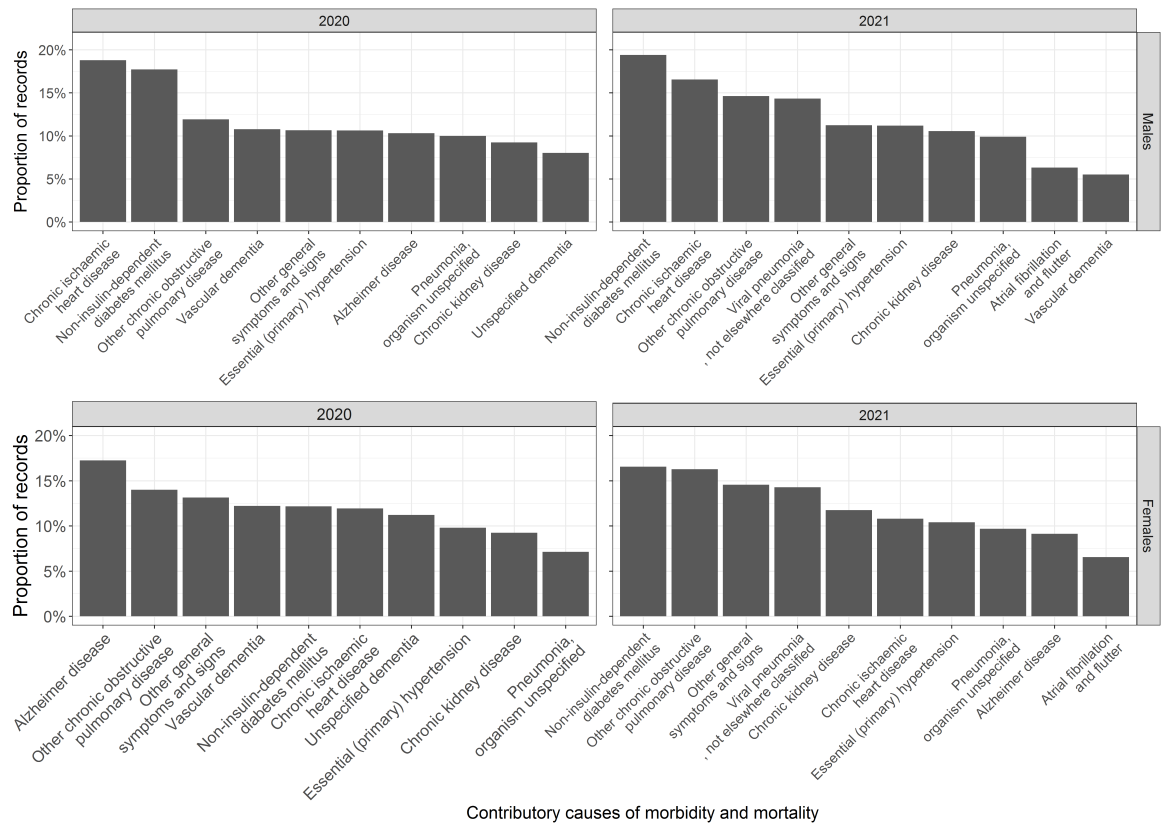 2020
2021
Proportion of records
20%
15%
10%
5%
0%
Males
Chronic ischaemic
heart disease
Non-insulin-dependent
diabetes mellitus
Other chronic obstructive
pulmonary disease
Vascular dementia
Other general
symptoms and signs
Essential (primary) hypertension
Alzheimer disease
Pneumonia,
organism unspecified
Chronic kidney disease
Unspecified dementia
Non-insulin-dependent
diabetes mellitus
Chronic ischaemic
heart disease
Other chronic obstructive
pulmonary disease
Viral pneumonia
, not elsewhere classified
Other general
symptoms and signs
Essential (primary) hypertension
Chronic kidney disease
Pneumonia,
organism unspecified
Atrial fibrillation
and flutter
Vascular dementia
2020
2021
Proportion of records
20%
15%
10%
5%
0%
Females
Alzheimer disease
Other chronic obstructive
pulmonary disease
Other general
symptoms and signs
Vascular dementia
Non-insulin-dependent
diabetes mellitus
Chronic ischaemic
heart disease
Unspecified dementia
Essential (primary) hypertension
Chronic kidney disease
Pneumonia,
organism unspecified
Non-insulin-dependent
diabetes mellitus
Other chronic obstructive
pulmonary disease
Other general
symptoms and signs
Viral pneumonia
, not elsewhere classified
Chronic kidney disease
Chronic ischaemic
heart disease
Essential (primary) hypertension
Pneumonia,
organism unspecified
Alzheimer disease
Atrial fibrillation
and flutter
Contributory causes of morbidity and mortality